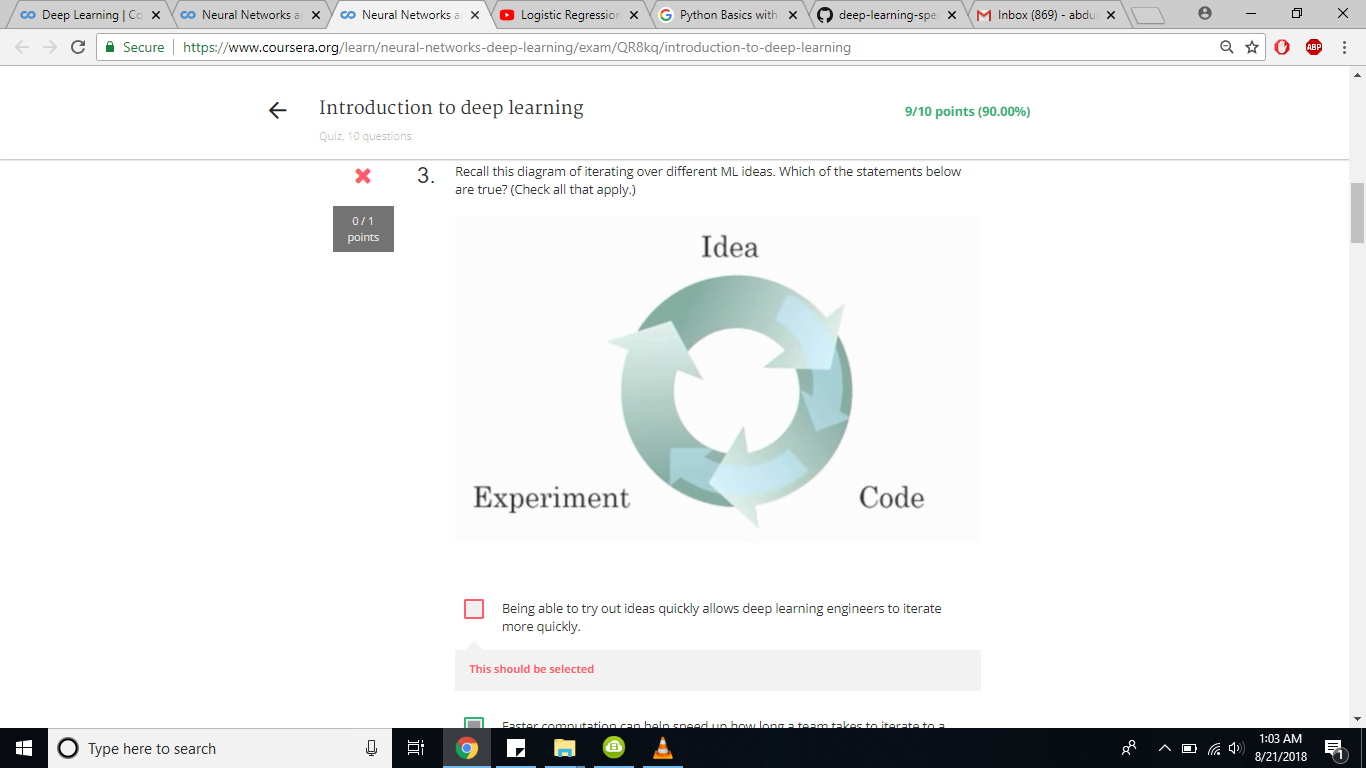 Deep Learning | Co
Neural Networks a
Neural Networks a
Logistic Regression
Python Basics with
deep-learning-spe
Inbox (869) - abdu
Secure
https://www.coursera.org/learn/neural-networks-deep-learning/exam/QR8kq/introduction-to-deep-learning
ABP
Introduction to deep learning
9/10 points (90.00%)
Quiz, 10 questions
3.
Recall this diagram of iterating over different ML ideas. Which of the statements below
are true? (Check all that apply.)
0 / 1
points
Idea
Experiment
Code
Being able to try out ideas quickly allows deep learning engineers to iterate
more quickly.
This should be selected
Faster computation can help speed up how long a team takes to iterate to a
Type here to search
1:03 AM
8/21/2018
1